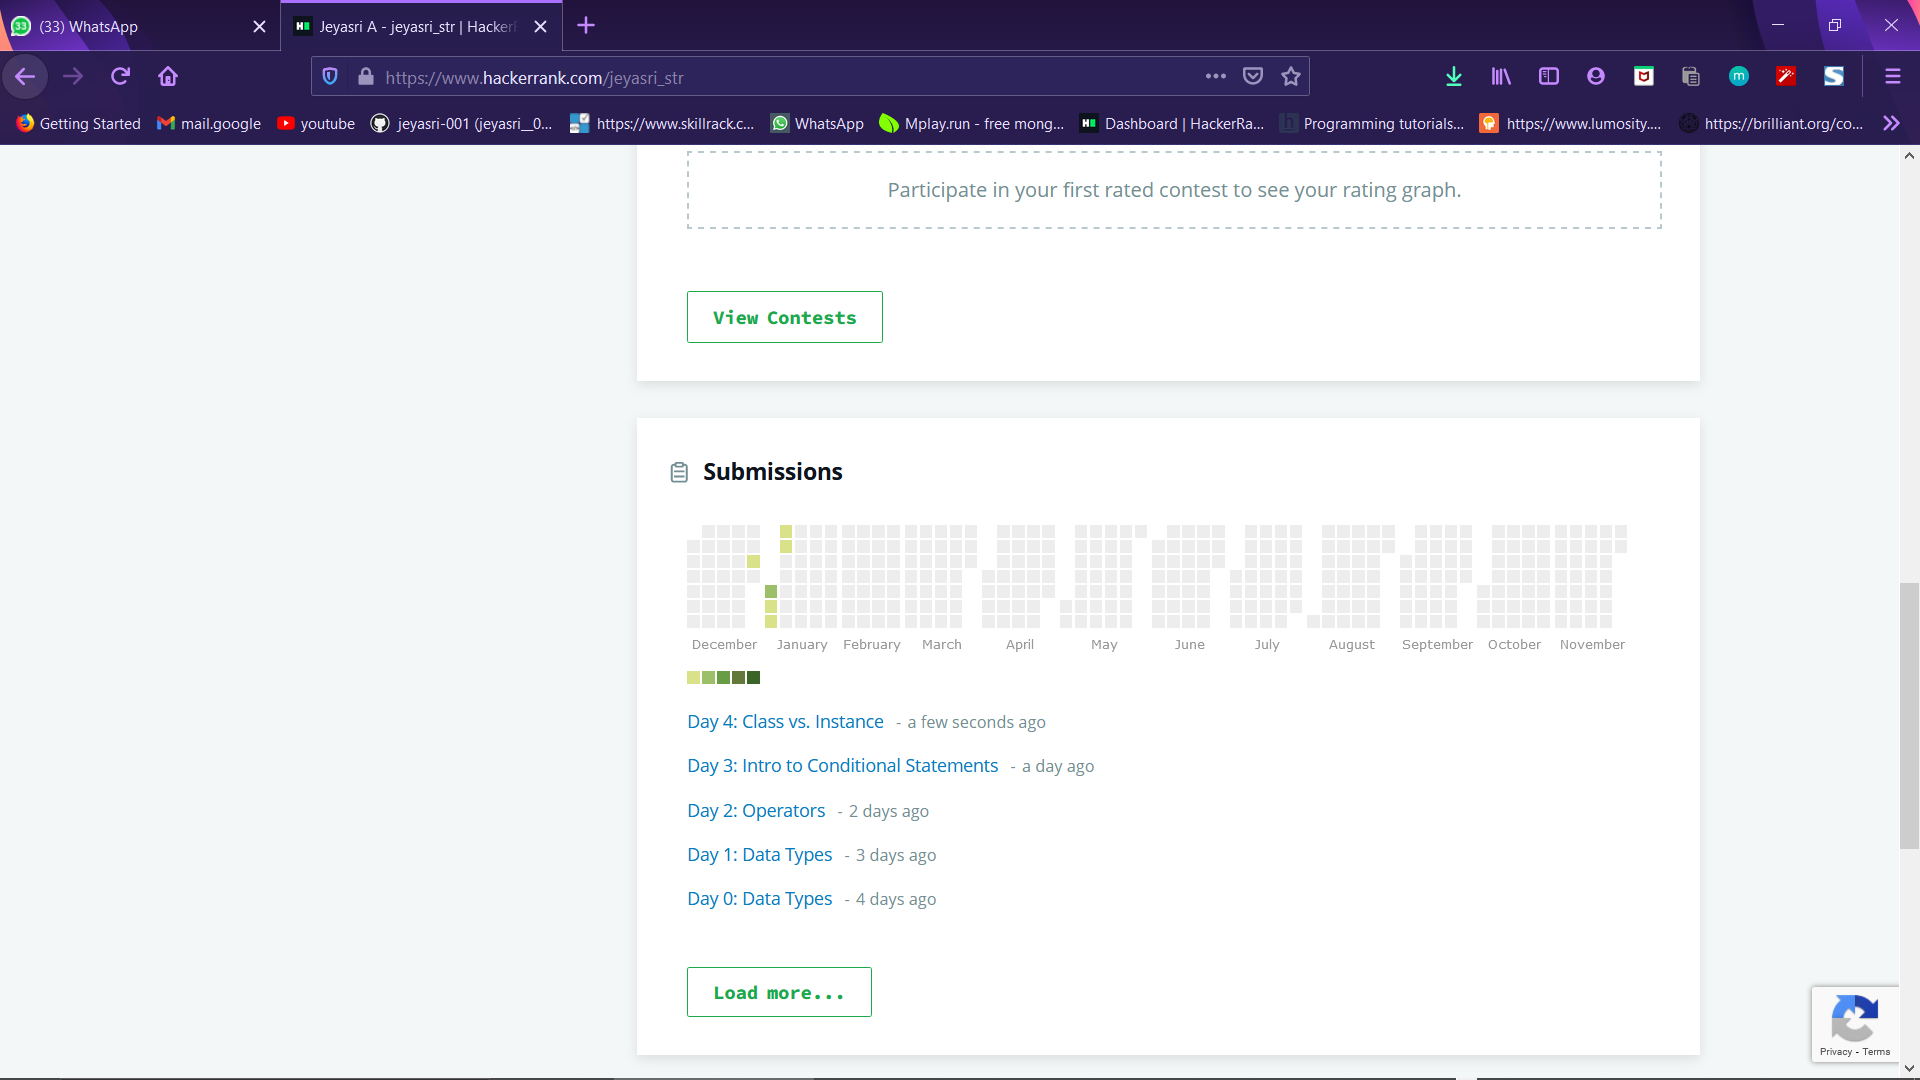 33 (33) WhatsApp
H Jeyasri A - jeyasri_str | Hacker
https://www.hackerrank.com/jeyasri_str
m
Getting Started mail.google youtube jeyasri-001 (jeyasri__0... https://www.skillrack.c... WhatsApp Mplay.run - free mong... H Dashboard | HackerRa... h Programming tutorials... https://www.lumosity.... https://brilliant.org/co...
Participate in your first rated contest to see your rating graph.
View Contests
Submissions
December January February March April May June July August September October November
Day 4: Class vs. Instance - a few seconds ago
Day 3: Intro to Conditional Statements - a day ago
Day 2: Operators - 2 days ago
Day 1: Data Types - 3 days ago
Day 0: Data Types - 4 days ago
Load more...
Privacy - Terms